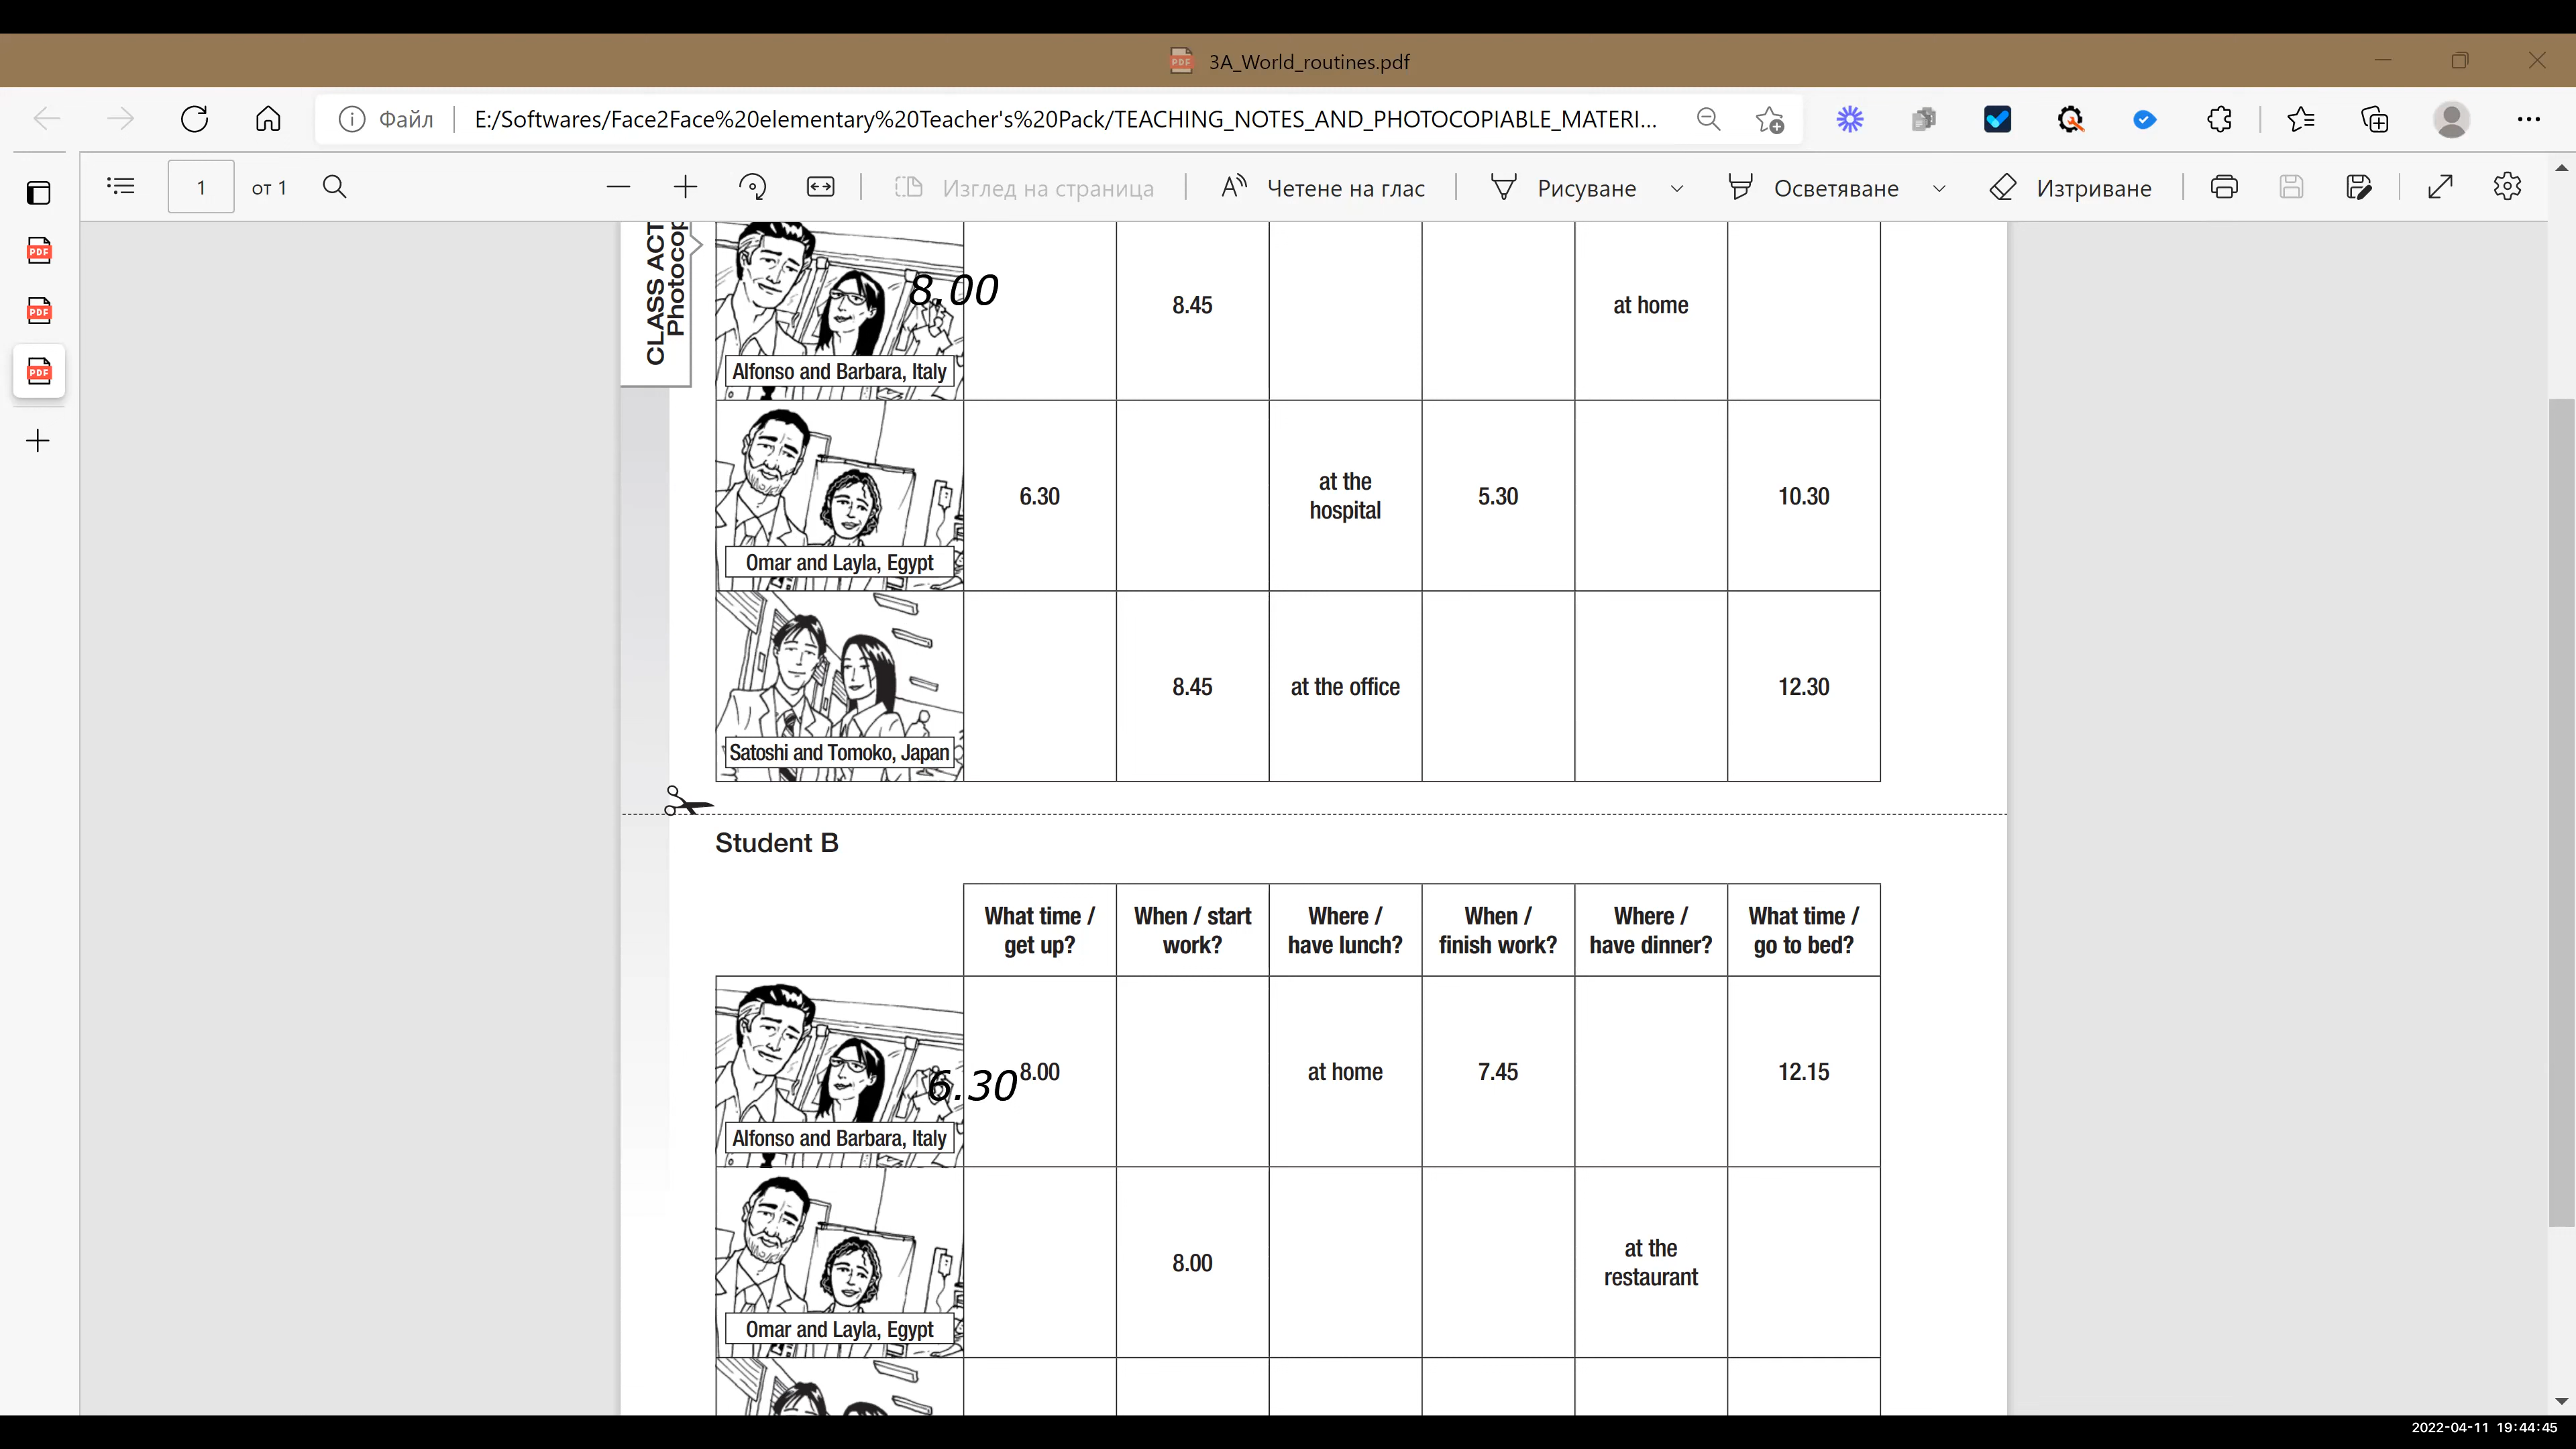 3A_World_routines.pdf
Файл
E:/Softwares/Face2Face%20elementary%20Teacher's%20Pack/TEACHING_NOTES_AND_PHOTOCOPIABLE_MATERI...
1 от 1
Изглед на страница
Четене на глас
Рисуване
Осветяване
Изтриване
PDF
PDF
PDF
CLASS ACT
Photocop
8.00
8.45
at home
Alfonso and Barbara, Italy
6.30
at the
hospital
5.30
10.30
Omar and Layla, Egypt
8.45
at the office
12.30
Satoshi and Tomoko, Japan
Student B
What time /
get up?
When / start
work?
Where /
have lunch?
When /
finish work?
Where /
have dinner?
What time /
go to bed?
6.30
8.00
at home
7.45
12.15
Alfonso and Barbara, Italy
8.00
at the
restaurant
Omar and Layla, Egypt
2022-04-11 19:44:45